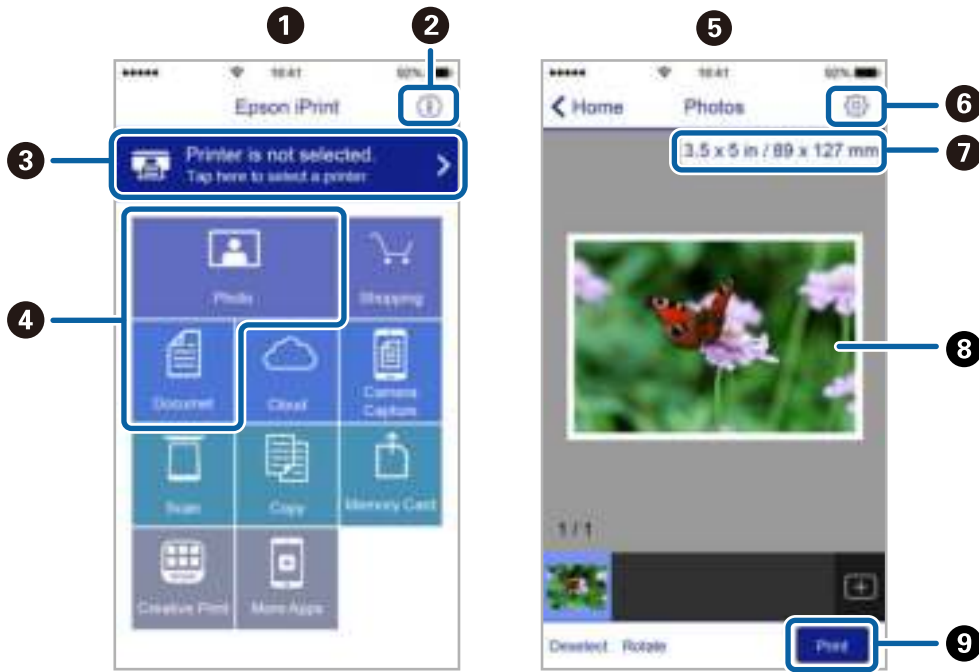 1
2
5
10:41
92%
10:41
92%
Epson iPrint
Home
Photos
6
7
3
Printer is not selected.
Tap here to select a printer
3.5 x 5 in / 89 x 127 mm
4
Photo
Shopping
8
Documet
Cloud
Camera
Capture
Scan
Copy
Memory Card
1 / 1
Creative Print
More Apps
Deselect
Rotate
Print
9